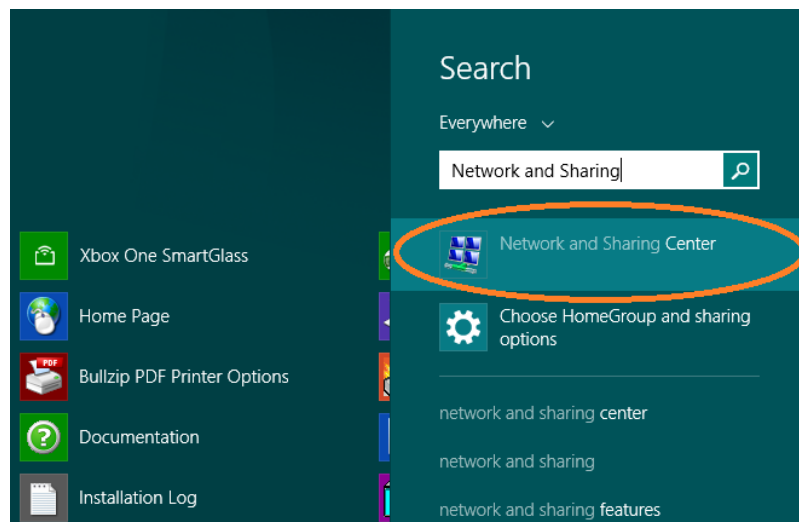 Search
Everywhere
Network and Sharing
Network and Sharing Center
Choose HomeGroup and sharing
options
network and sharing center
network and sharing
network and sharing features
Xbox One SmartGlass
Home Page
PDF
Bullzip PDF Printer Options
Documentation
Installation Log